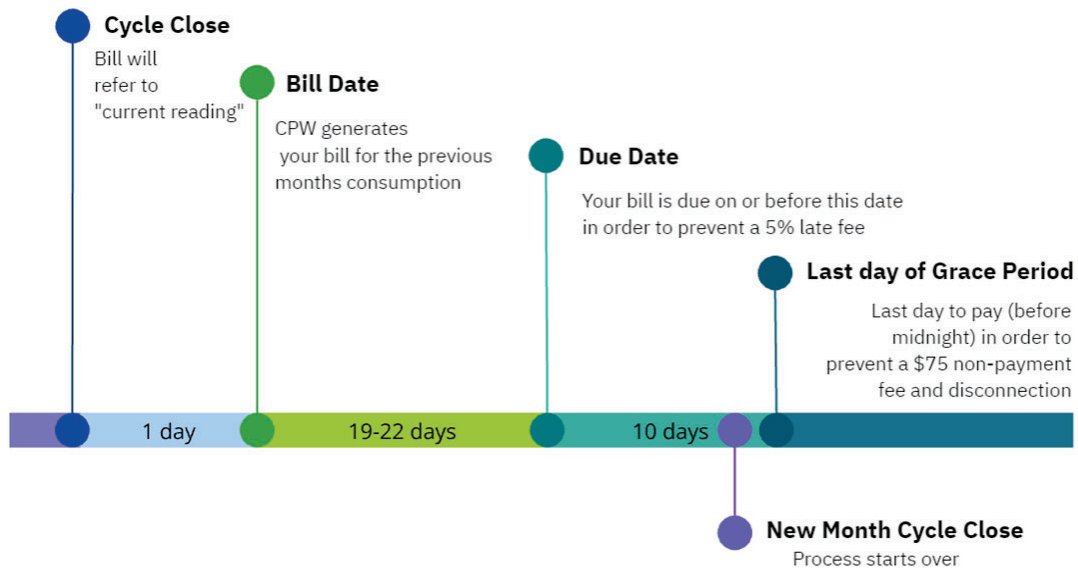 Cycle Close
Bill will
refer to
"current reading"
Bill Date
CPW generates
your bill for the previous
months consumption
Due Date
Your bill is due on or before this date
in order to prevent a 5% late fee
Last day of Grace Period
Last day to pay (before
midnight) in order to
prevent a $75 non-payment
fee and disconnection
1 day
19-22 days
10 days
New Month Cycle Close
Process starts over